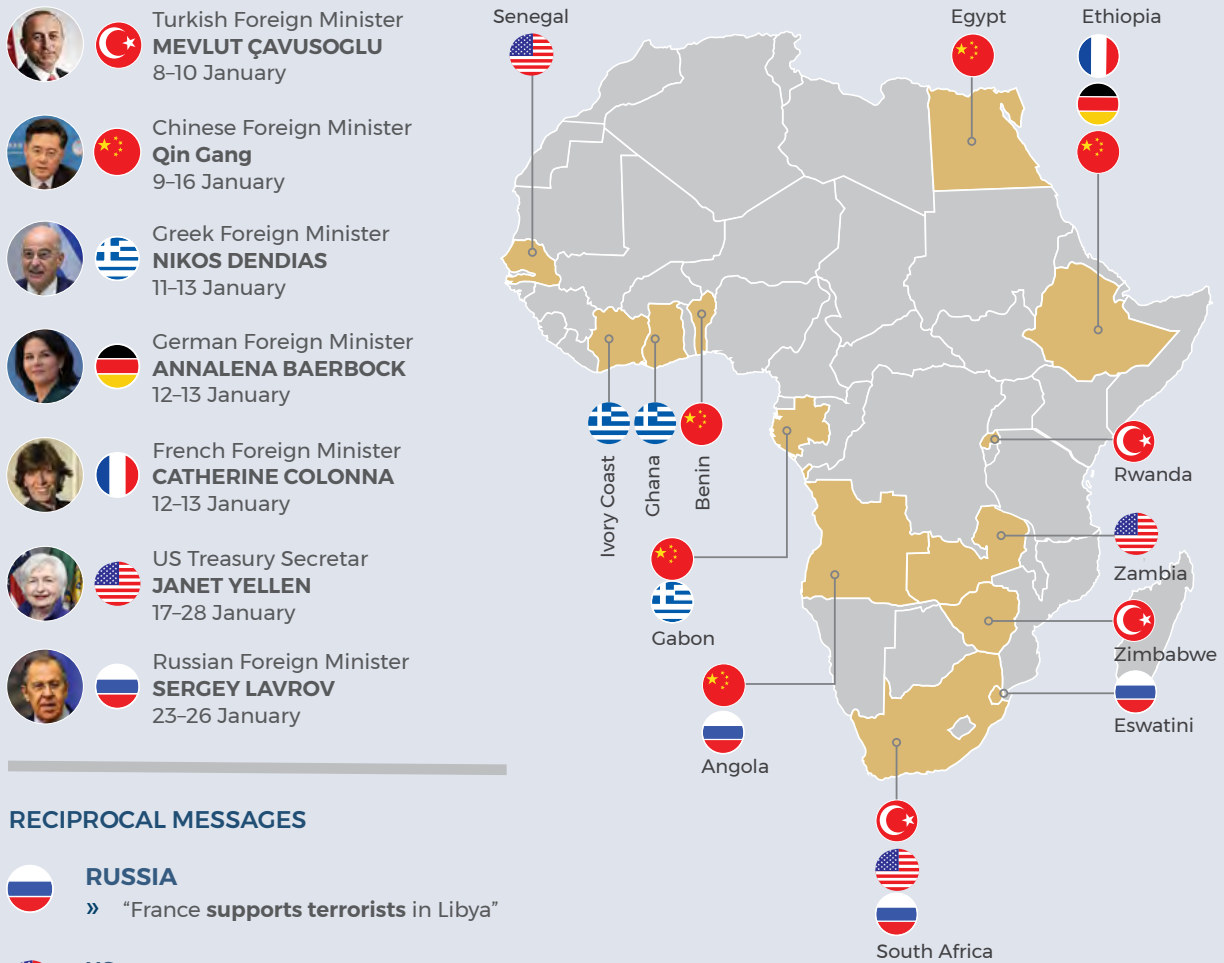 Turkish Foreign Minister
MEVLUT ÇAVUSOGLU
8–10 January
Chinese Foreign Minister
Qin Gang
9–16 January
Greek Foreign Minister
NIKOS DENDIAS
11–13 January
German Foreign Minister
ANNALENA BAERBOCK
12–13 January
French Foreign Minister
CATHERINE COLONNA
12–13 January
US Treasury Secretar
JANET YELLEN
17–28 January
Russian Foreign Minister
SERGEY LAVROV
23–26 January
RECIPROCAL MESSAGES
RUSSIA
» “France supports terrorists in Libya”
Senegal
Egypt
Ethiopia
Ivory Coast
Ghana
Benin
Rwanda
Zambia
Gabon
Zimbabwe
Eswatini
Angola
South Africa